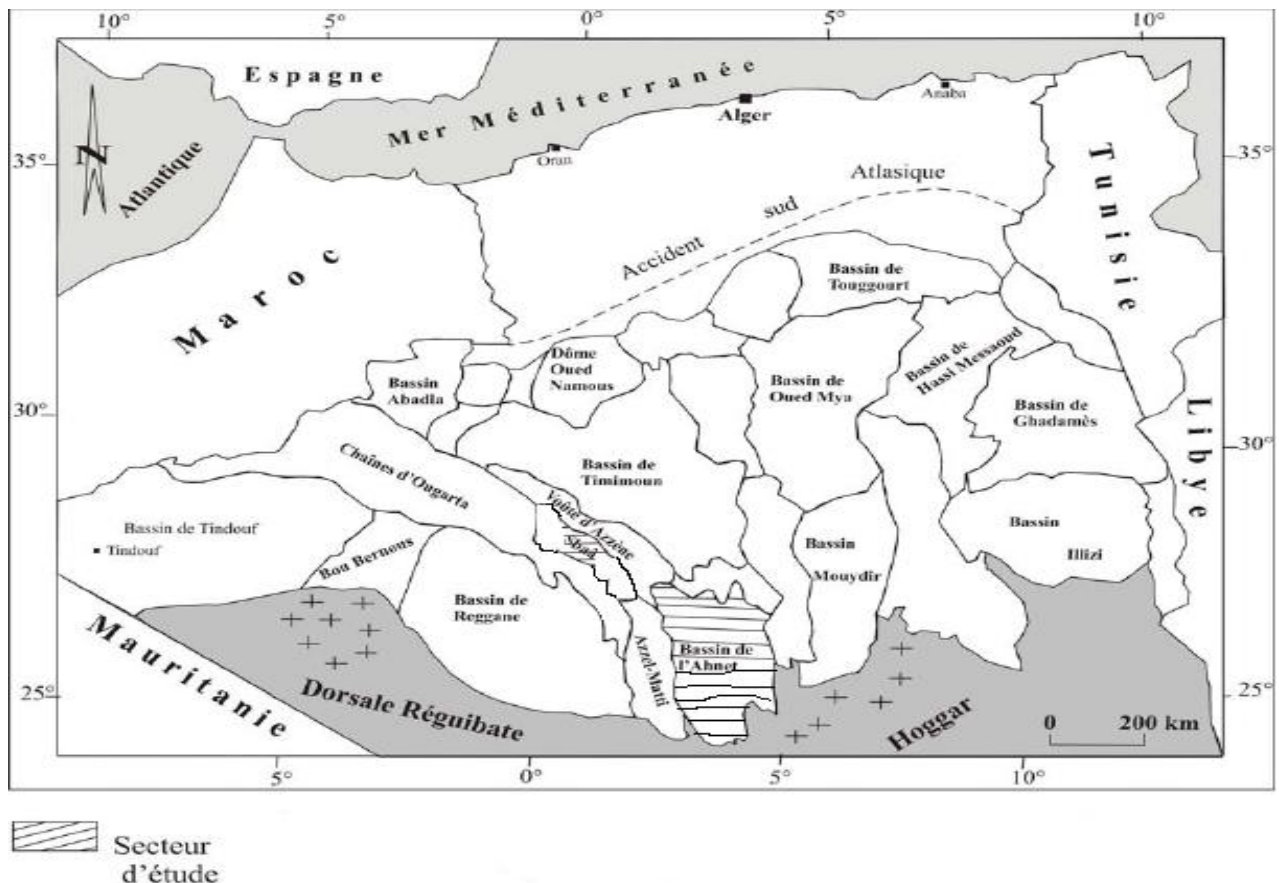 10° 5° 0° 5° 10°
Espagne
Mer Méditerranée
Anaba
Alger
Oran
N
Atlantique
35° 35°
Tunisie
Atlasique
sud
Accident
Maroc
Bassin de
Touggourt
Dôme
Oued
Namous
Bassin
Abadla
Bassin de
Hassi Messaoud
Bassin de
Oued Mya
30° 30°
Bassin de
Ghadamès
Libye
Chaînes d'Ougarta
Bassin de
Timimoun
Voûte d'Azzène
Sbaâ
Bassin de Tindouf
Tindouf
Bou Bernous
Bassin
Illizi
Bassin
Mouydir
Bassin de
Reggane
Azzel-Matti
Bassin de
l'Ahnet
Mauritanie
25° 25°
Dorsale Réguibate
Hoggar
0 200 km
5° 0° 5° 10°
Secteur
d'étude